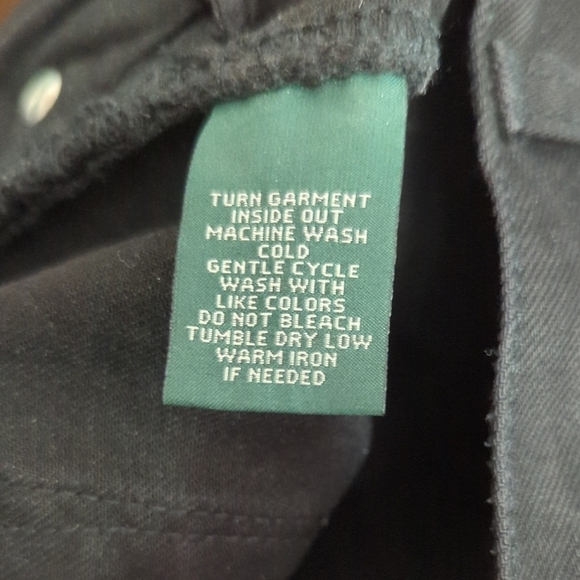 TURN GARMENT
INSIDE OUT
MACHINE WASH
COLD
GENTLE CYCLE
WASH WITH
LIKE COLORS
DO NOT BLEACH
TUMBLE DRY LOW
WARM IRON
IF NEEDED